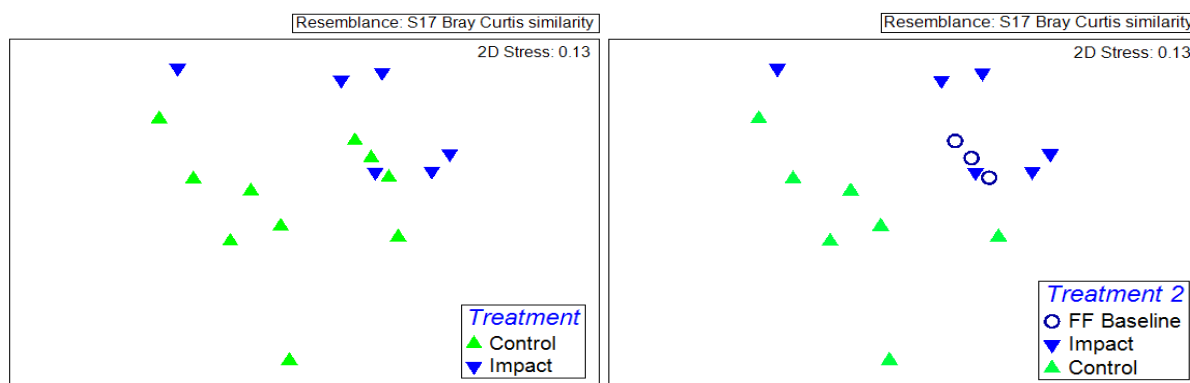 Resemblance: S17 Bray Curtis similarity
2D Stress: 0.13
Treatment
Control
Impact
Resemblance: S17 Bray Curtis similarity
2D Stress: 0.13
Treatment 2
FF Baseline
Impact
Control